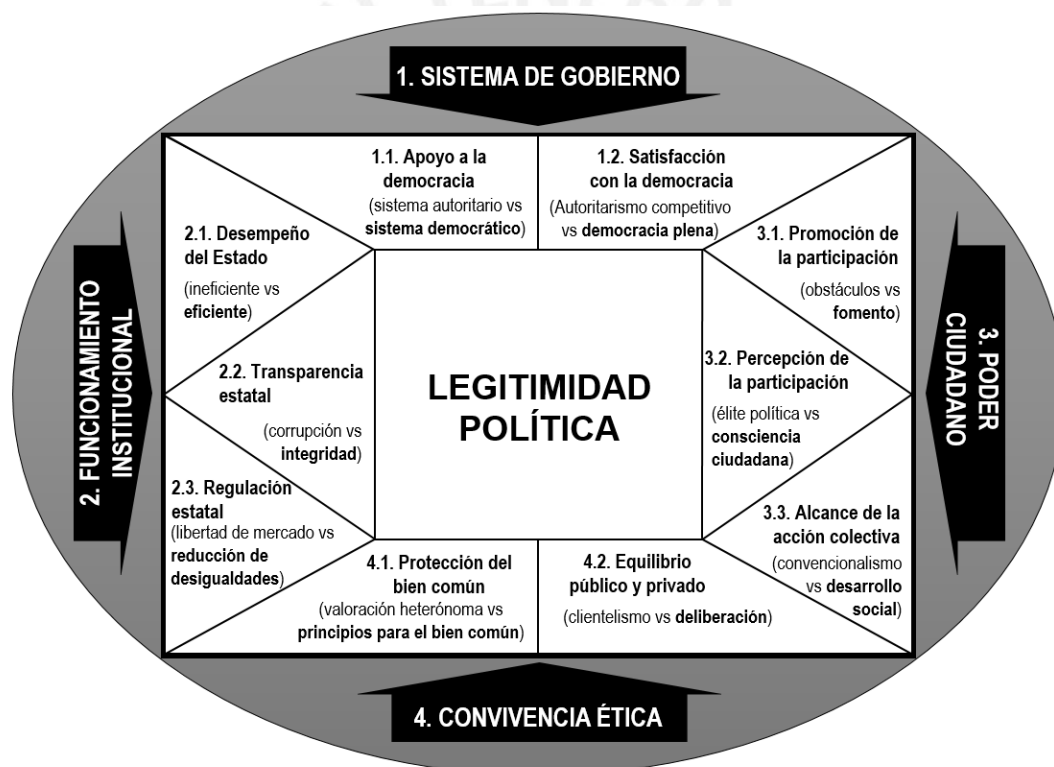 1. SISTEMA DE GOBIERNO
1.1. Apoyo a la
democracia
(sistema autoritario vs
sistema democrático)
1.2. Satisfacción
con la democracia
(Autoritarismo competitivo
vs democracia plena)
2. FUNCIONAMIENTO
INSTITUCIONAL
2.1. Desempeño
del Estado
(ineficiente vs
eficiente)
2.2. Transparencia
estatal
(corrupción vs
integridad)
2.3. Regulación
estatal
(libertad de mercado vs
reducción de
desigualdades)
LEGITIMIDAD
POLÍTICA
3. PODER
CIUDADANO
3.1. Promoción de
la participación
(obstáculos vs
fomento)
3.2. Percepción de
la participación
(élite política vs
consciencia
ciudadana)
3.3. Alcance de la
acción colectiva
(convencionalismo
vs desarrollo
social)
4.1. Protección del
bien común
(valoración heterónoma vs
principios para el bien común)
4.2. Equilibrio
público y privado
(clientelismo vs deliberación)
4. CONVIVENCIA ÉTICA